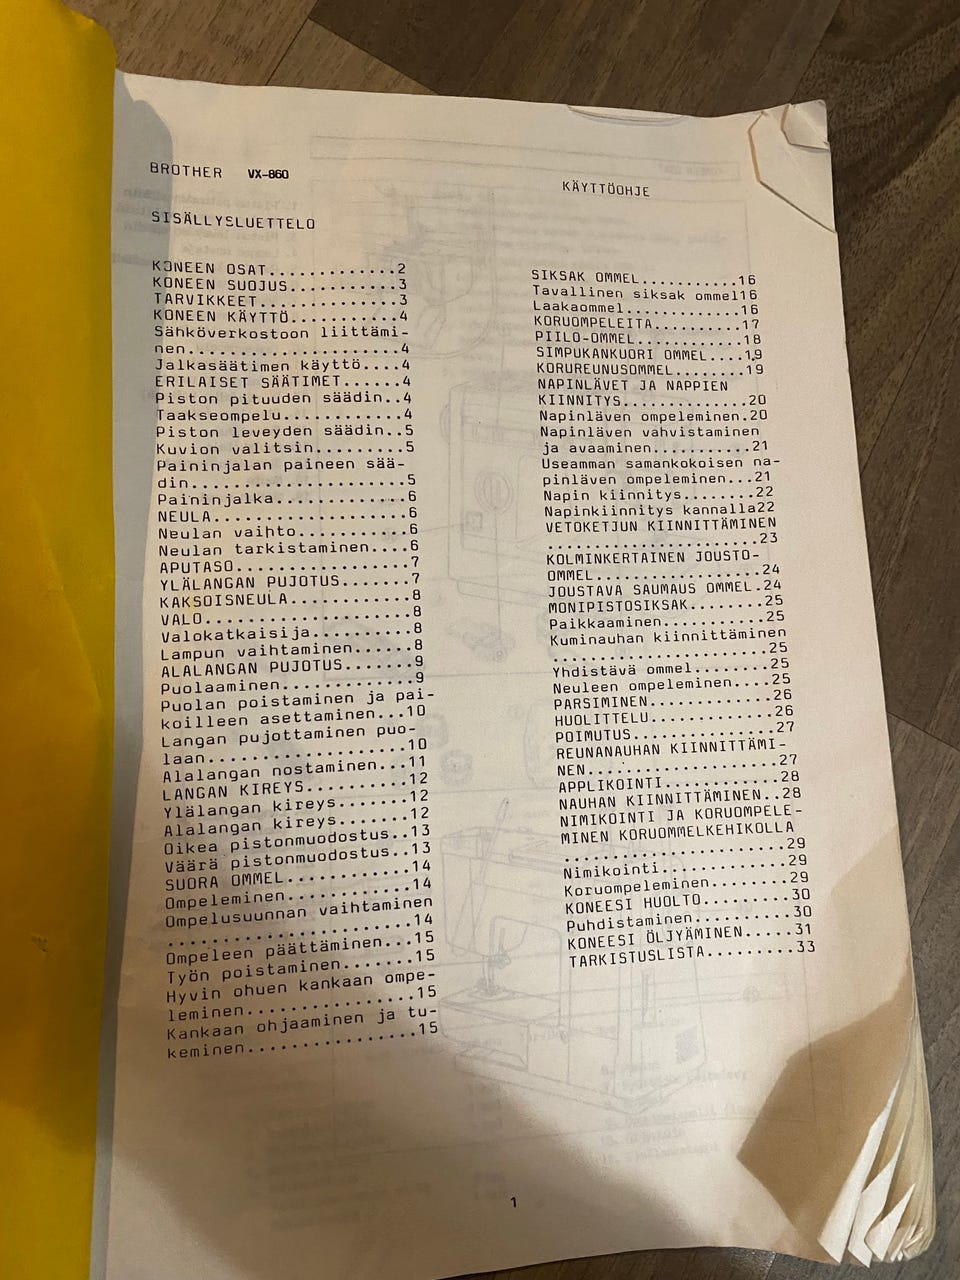 BROTHER VX-860
KÄYTTÖOHJE
SISÄLLYSLUETTELO
KONEEN OSAT.............2
KONEEN SUOJUS...........3
TARVIKKEET..............3
KONEEN KÄYTTÖ...........4
Sähköverkostoon liittämi-
nen.....................4
Jalkasäätimen käyttö....4
ERILAISET SÄÄTIMET......4
Piston pituuden säädin..4
Taakseompelu............4
Piston leveyden säädin..5
Kuvion valitsin.........5
Paininjalan paineen sää-
din.....................5
Paininjalka.............6
NEULA...................6
Neulan vaihto...........6
Neulan tarkistaminen....6
APUTASO.................7
YLÄLANGAN PUJOTUS.......7
KAKSOISNEULA............8
VALO....................8
Valokatkaisija..........8
Lampun vaihtaminen......8
ALALANGAN PUJOTUS.......9
Puolaaminen.............9
Puolan poistaminen ja pai-
koilleen asettaminen...10
Langan pujottaminen puo-
laan...................10
Alalangan nostaminen...11
LANGAN KIREYS..........12
Ylälangan kireys.......12
Alalangan kireys.......12
Oikea pistonmuodostus..13
Väärä pistonmuodostus..13
SUORA OMMEL............14
Ompeleminen............14
Ompelusuunnan vaihtaminen
.......................14
Ompeleen päättäminen...15
Työn poistaminen.......15
Hyvin ohuen kankaan ompe-
leminen................15
Kankaan ohjaaminen ja tu-
keminen................15
SIKSAK OMMEL...........16
Tavallinen siksak ommel16
Laakaommel.............16
KORUOMPELEITA..........17
PIILO-OMMEL............18
SIMPUKANKUORI OMMEL....19
KORUREUNUSOMMEL........19
NAPINLÄVET JA NAPPIEN
KIINNITYS..............20
Napinläven ompeleminen.20
Napinläven vahvistaminen
ja avaaminen...........21
Useamman samankokoisen na-
pinläven ompeleminen...21
Napin kiinnitys........22
Napinkiinnitys kannalla22
VETOKETJUN KIINNITTÄMINEN
.......................23
KOLMINKERTAINEN JOUSTO-
OMMEL..................24
JOUSTAVA SAUMAUS OMMEL.24
MONIPISTOSIKSAK........25
Paikkaaminen...........25
Kuminauhan kiinnittäminen
.......................25
Yhdistävä ommel........25
Neuleen ompeleminen....25
PARSIMINEN.............26
HUOLITTELU.............26
POIMUTUS...............27
REUNANAUHAN KIINNITTÄMI-
NEN....................27
APPLIKOINTI............28
NAUHAN KIINNITTÄMINEN..28
NIMIKOINTI JA KORUOMPELE-
MINEN KORUOMMELKEHIKOLLA
.......................29
Nimikointi.............29
Koruompeleminen........29
KONEESI HUOLTO.........30
Puhdistaminen..........30
KONEESI ÖLJYÄMINEN.....31
TARKISTUSLISTA.........33
1